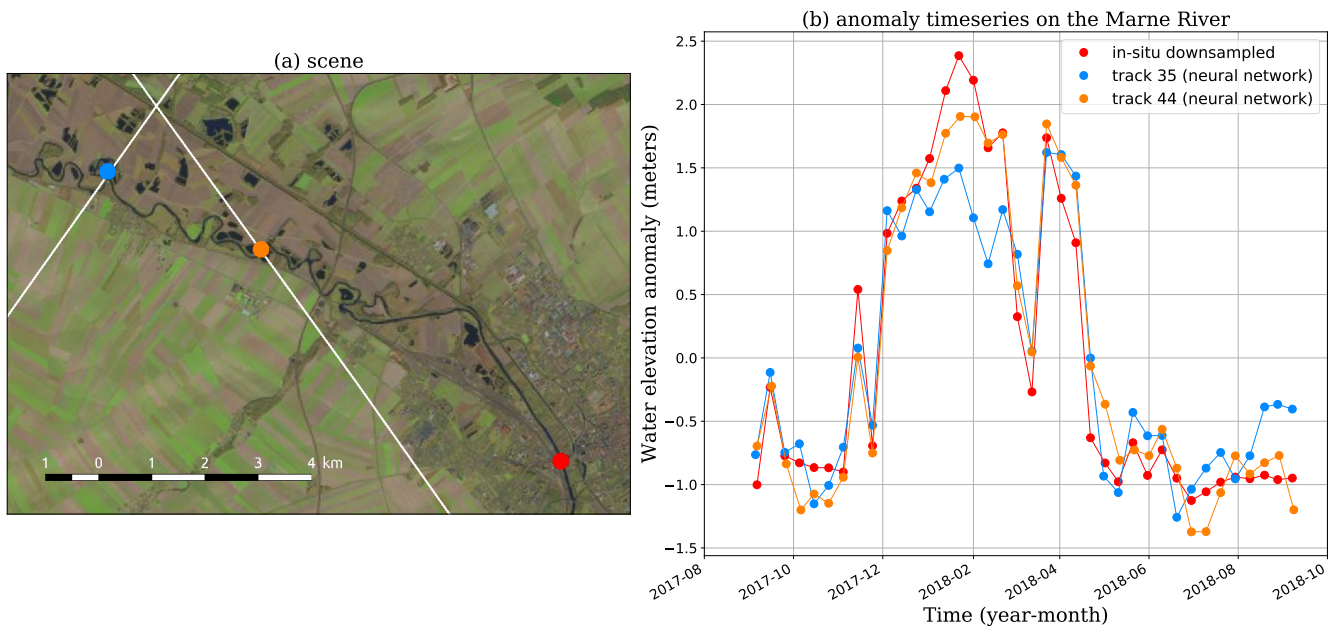 (a) scene
1 0 1 2 3 4 km
(b) anomaly timeseries on the Marne River
in-situ downsampled
track 35 (neural network)
track 44 (neural network)
Water elevation anomaly (meters)
2.5
2.0
1.5
1.0
0.5
0.0
−0.5
−1.0
−1.5
2017-08 2017-10 2017-12 2018-02 2018-04 2018-06 2018-08 2018-10
Time (year-month)